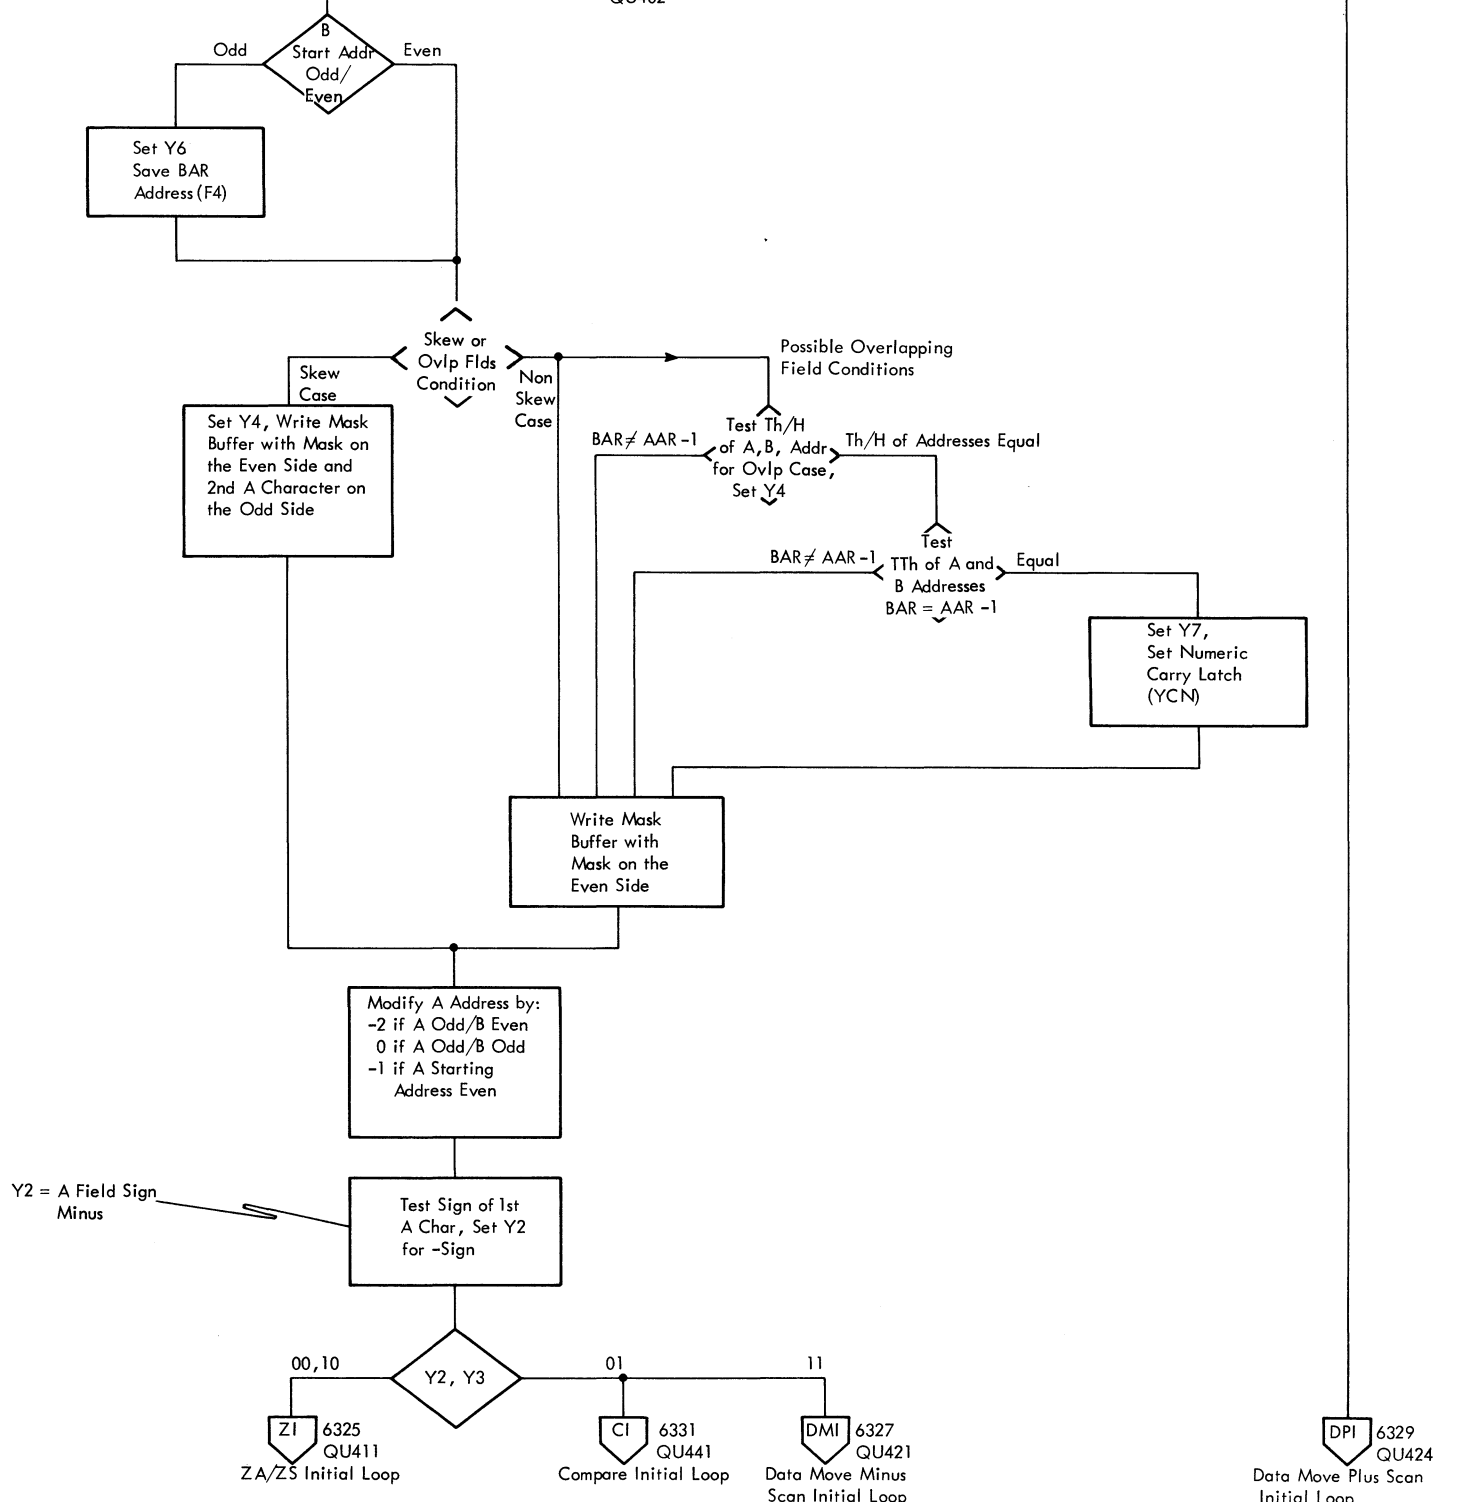 B
Start Addr
Odd/
Even
Odd
Even
Set Y6
Save BAR
Address (F4)
Skew or
Ovlp Flds
Condition
Skew
Case
Non
Skew
Case
Possible Overlapping
Field Conditions
Set Y4, Write Mask
Buffer with Mask on
the Even Side and
2nd A Character on
the Odd Side
Test Th/H
of A,B, Addr
for Ovlp Case,
Set Y4
BAR ≠ AAR -1
Th/H of Addresses Equal
Test
TTh of A and
B Addresses
BAR = AAR -1
BAR ≠ AAR -1
Equal
Set Y7,
Set Numeric
Carry Latch
(YCN)
Write Mask
Buffer with
Mask on the
Even Side
Modify A Address by:
-2 if A Odd/B Even
0 if A Odd/B Odd
-1 if A Starting
Address Even
Y2 = A Field Sign
Minus
Test Sign of 1st
A Char, Set Y2
for -Sign
Y2, Y3
00,10
01
11
ZI
6325
QU411
ZA/ZS Initial Loop
CI
6331
QU441
Compare Initial Loop
DMI
6327
QU421
Data Move Minus
Scan Initial Loop
DPI
6329
QU424
Data Move Plus Scan
Initial Loop